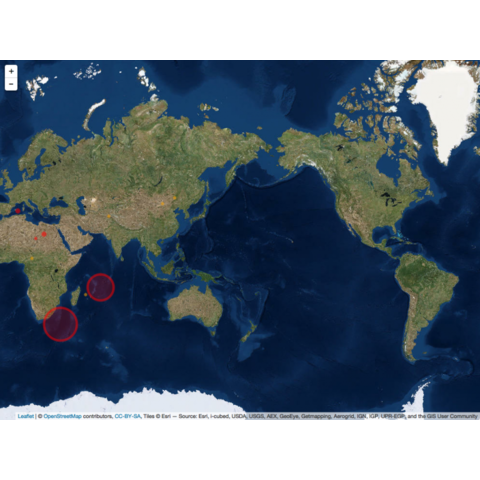 +
−
Leaflet | © OpenStreetMap contributors, CC-BY-SA, Tiles © Esri — Source: Esri, i-cubed, USDA, USGS, AEX, GeoEye, Getmapping, Aerogrid, IGN, IGP, UPR-EGP, and the GIS User Community